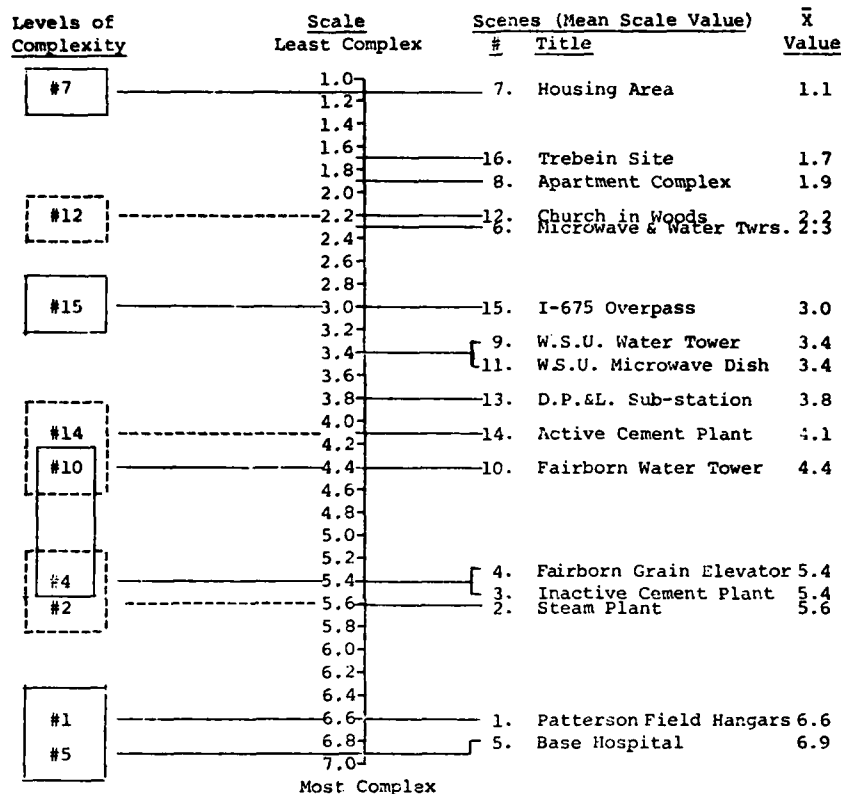 Levels of Complexity
Scale
Least Complex
Scenes (Mean Scale Value)
# Title
X̄ Value
#7 1.0 7. Housing Area 1.1
1.2
1.4
1.6 16. Trebein Site 1.7
1.8 8. Apartment Complex 1.9
2.0
#12 2.2 12. Church in Woods 2.2
6. Microwave & Water Twrs. 2.3
2.4
2.6
2.8
#15 3.0 15. I-675 Overpass 3.0
3.2
9. W.S.U. Water Tower 3.4
3.4
11. W.S.U. Microwave Dish 3.4
3.6
3.8 13. D.P.&L. Sub-station 3.8
4.0
#14 14. Active Cement Plant 4.1
4.2
#10 4.4 10. Fairborn Water Tower 4.4
4.6
4.8
5.0
5.2
4. Fairborn Grain Elevator 5.4
#4 5.4
3. Inactive Cement Plant 5.4
#2 5.6 2. Steam Plant 5.6
5.8
6.0
6.2
6.4
#1 6.6 1. Patterson Field Hangars 6.6
6.8 5. Base Hospital 6.9
#5
7.0
Most Complex